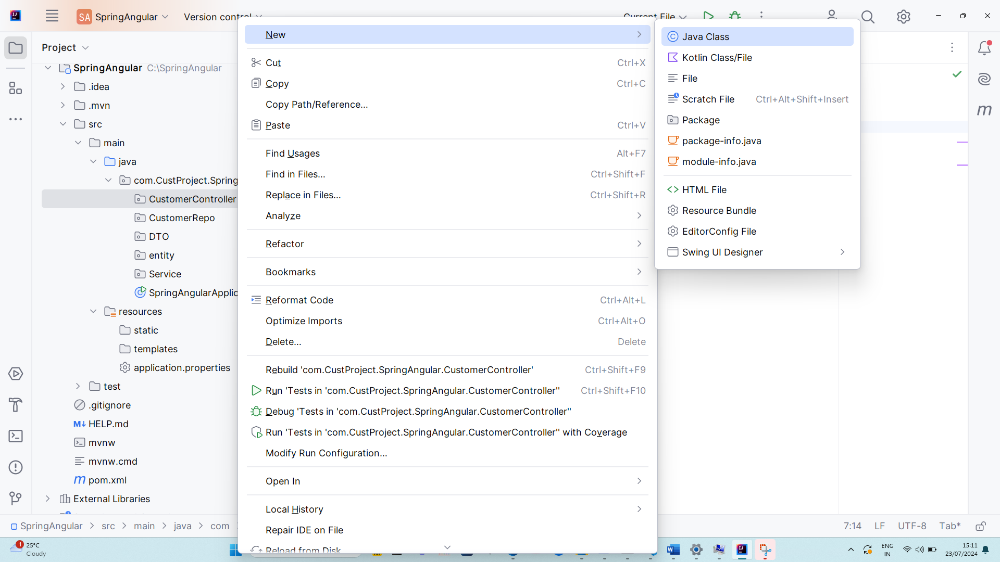 SA SpringAngular
Version control
Current File
Project
SpringAngular C:\SpringAngular
.idea
.mvn
src
main
java
com.CustProject.Spring
CustomerController
CustomerRepo
DTO
entity
Service
SpringAngularApplic
resources
static
templates
application.properties
test
.gitignore
M↓ HELP.md
mvnw
mvnw.cmd
m pom.xml
External Libraries
New
Cut Ctrl+X
Copy Ctrl+C
Copy Path/Reference...
Paste Ctrl+V
Find Usages Alt+F7
Find in Files... Ctrl+Shift+F
Replace in Files... Ctrl+Shift+R
Analyze
Refactor
Bookmarks
Reformat Code Ctrl+Alt+L
Optimize Imports Ctrl+Alt+O
Delete... Delete
Rebuild 'com.CustProject.SpringAngular.CustomerController' Ctrl+Shift+F9
Run 'Tests in 'com.CustProject.SpringAngular.CustomerController'' Ctrl+Shift+F10
Debug 'Tests in 'com.CustProject.SpringAngular.CustomerController''
Run 'Tests in 'com.CustProject.SpringAngular.CustomerController'' with Coverage
Modify Run Configuration...
Open In
Local History
Repair IDE on File
Reload from Disk
Java Class
Kotlin Class/File
File
Scratch File Ctrl+Alt+Shift+Insert
Package
package-info.java
module-info.java
HTML File
Resource Bundle
EditorConfig File
Swing UI Designer
m
SpringAngular > src > main > java > com
7:14 LF UTF-8 Tab*
1
25°C
Cloudy
ENG
IN
15:11
23/07/2024